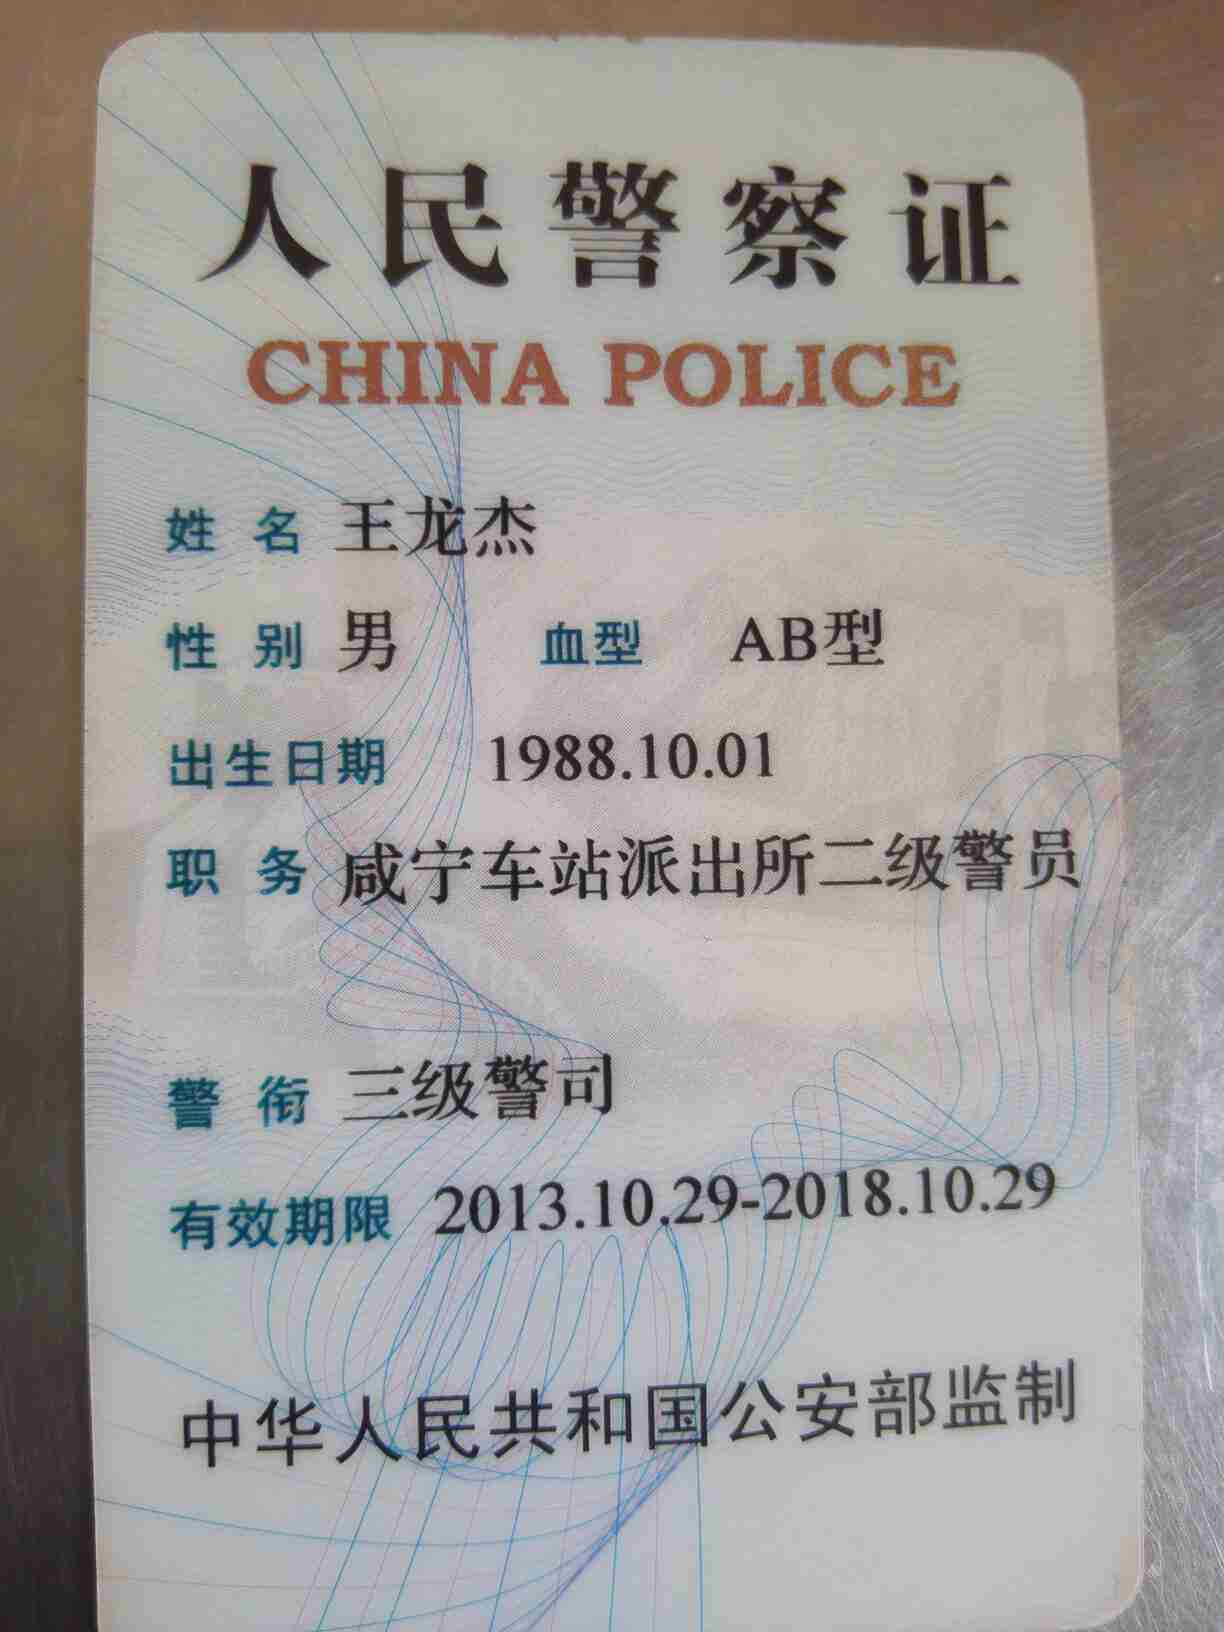 人民警察证
CHINA POLICE
姓名 王龙杰
性别 男 血型 AB型
出生日期 1988.10.01
职务 咸宁车站派出所二级警员
警衔 三级警司
有效期限 2013.10.29-2018.10.29
中华人民共和国公安部监制